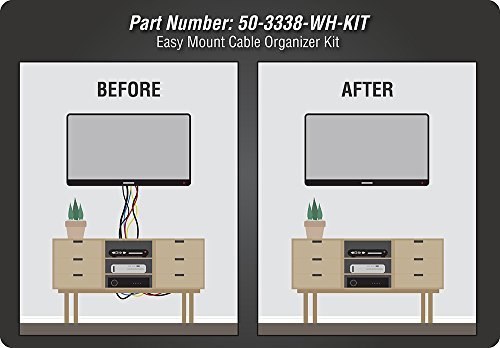 Part Number: 50-3338-WH-KIT
Easy Mount Cable Organizer Kit
BEFORE
AFTER